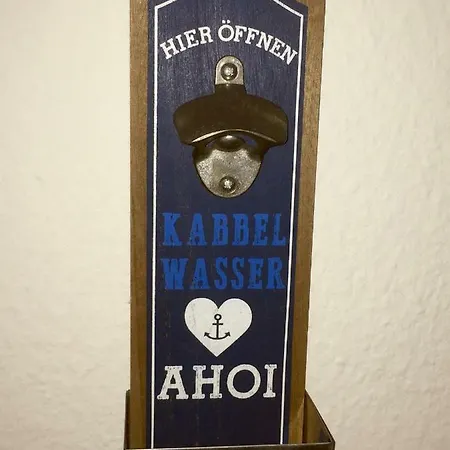 HIER ÖFFNEN
KABBEL
WASSER
AHOI